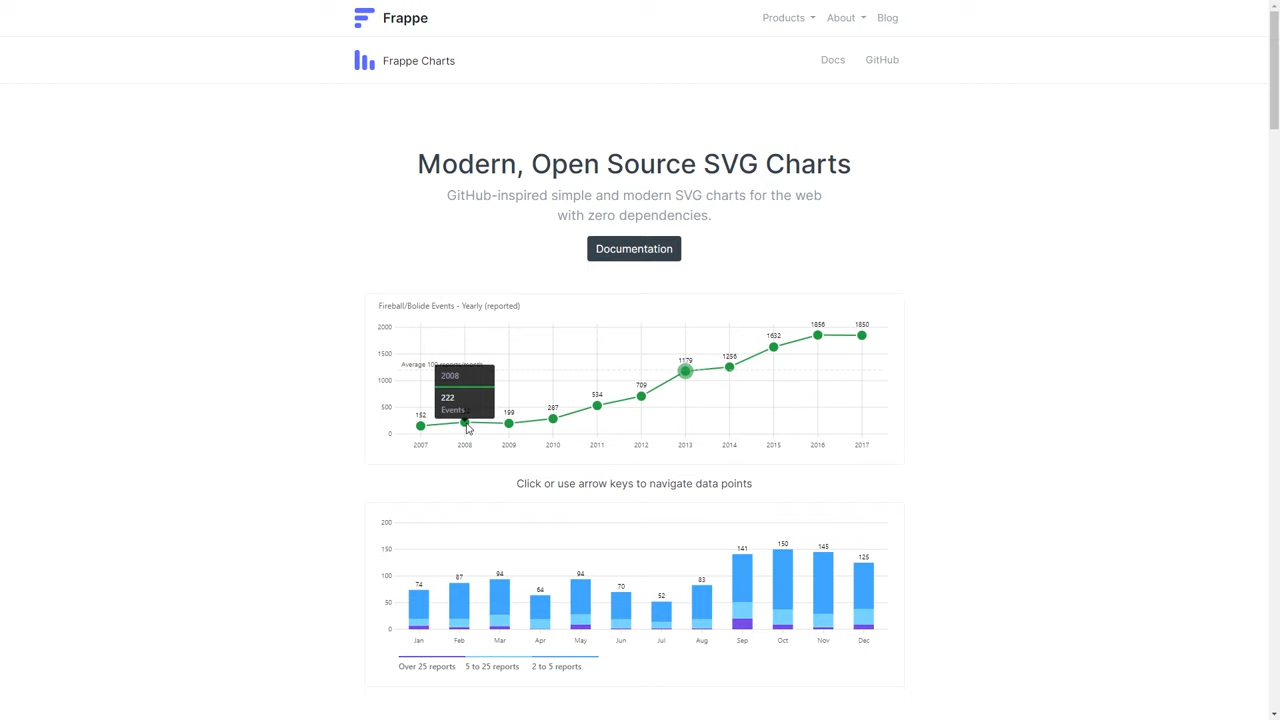 Frappe
Products About Blog
Frappe Charts
Docs GitHub
Modern, Open Source SVG Charts
GitHub-inspired simple and modern SVG charts for the web
with zero dependencies.
Documentation
Fireball/Bolide Events - Yearly (reported)
2000
1500
1000
500
0
Average 100 reports/month
2008
222
Events
152
199
287
534
709
1179
1256
1632
1856
1850
2007 2008 2009 2010 2011 2012 2013 2014 2015 2016 2017
Click or use arrow keys to navigate data points
200
150
100
50
0
74 87 94 64 94 70 52 83 141 150 145 125
Jan Feb Mar Apr May Jun Jul Aug Sep Oct Nov Dec
Over 25 reports 5 to 25 reports 2 to 5 reports